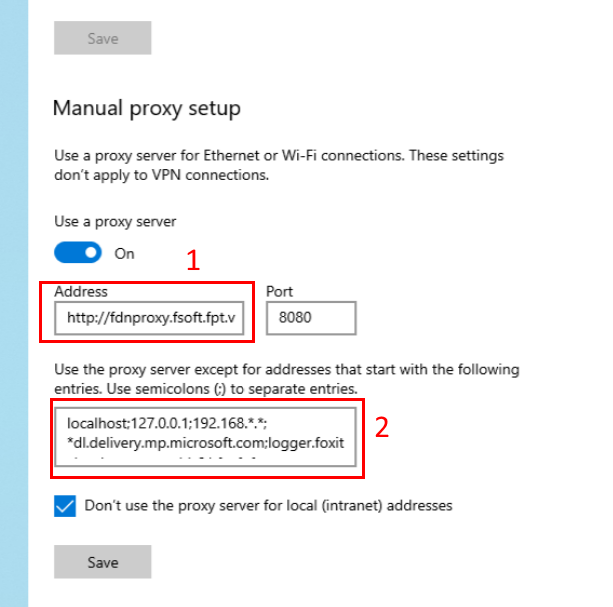 Save
Manual proxy setup
Use a proxy server for Ethernet or Wi-Fi connections. These settings
don't apply to VPN connections.
Use a proxy server
On
1
Address
Port
http://fdnproxy.fsoft.fpt.v
8080
Use the proxy server except for addresses that start with the following
entries. Use semicolons (;) to separate entries.
localhost;127.0.0.1;192.168.*.*;
*dl.delivery.mp.microsoft.com;logger.foxit
2
Don't use the proxy server for local (intranet) addresses
Save